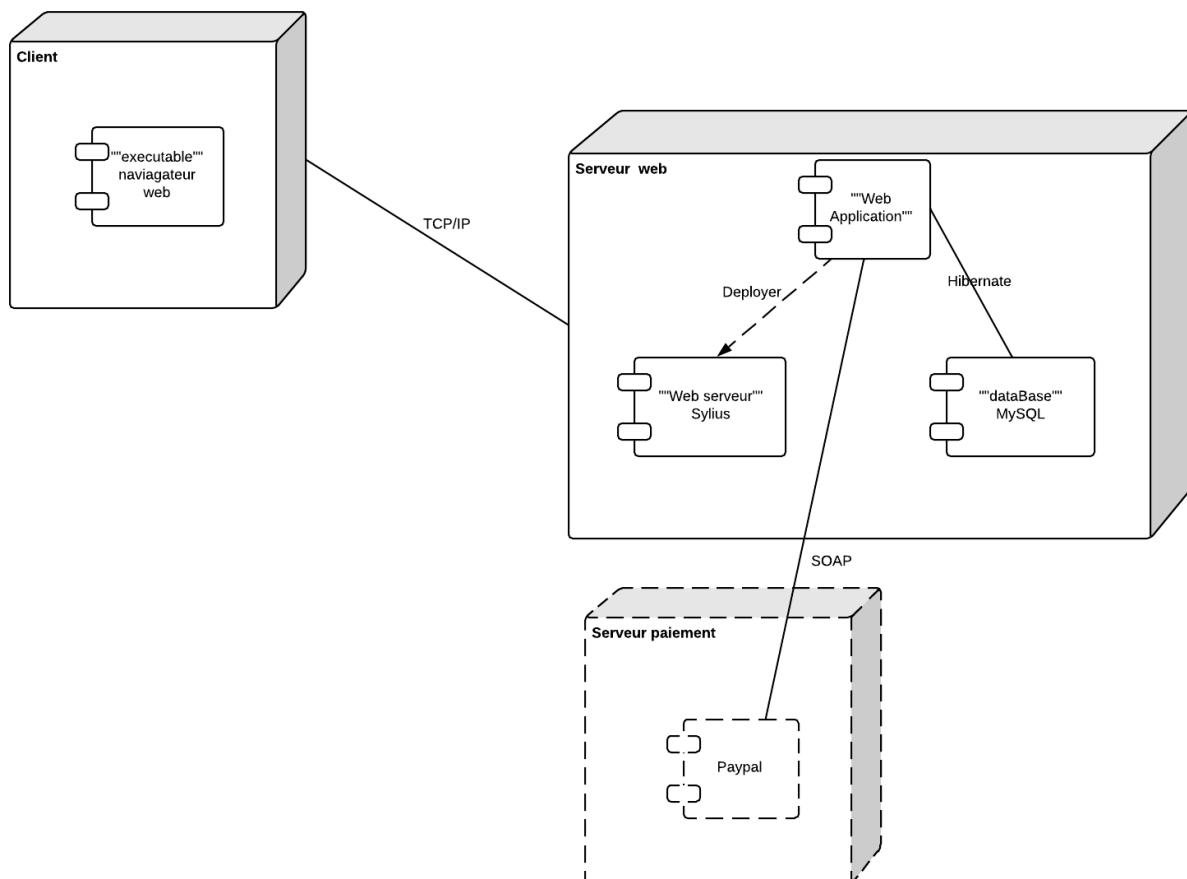 Client
""executable""
naviagateur
web
TCP/IP
Serveur web
""Web
Application""
Deployer
Hibernate
""Web serveur""
Sylius
""dataBase""
MySQL
SOAP
Serveur paiement
Paypal